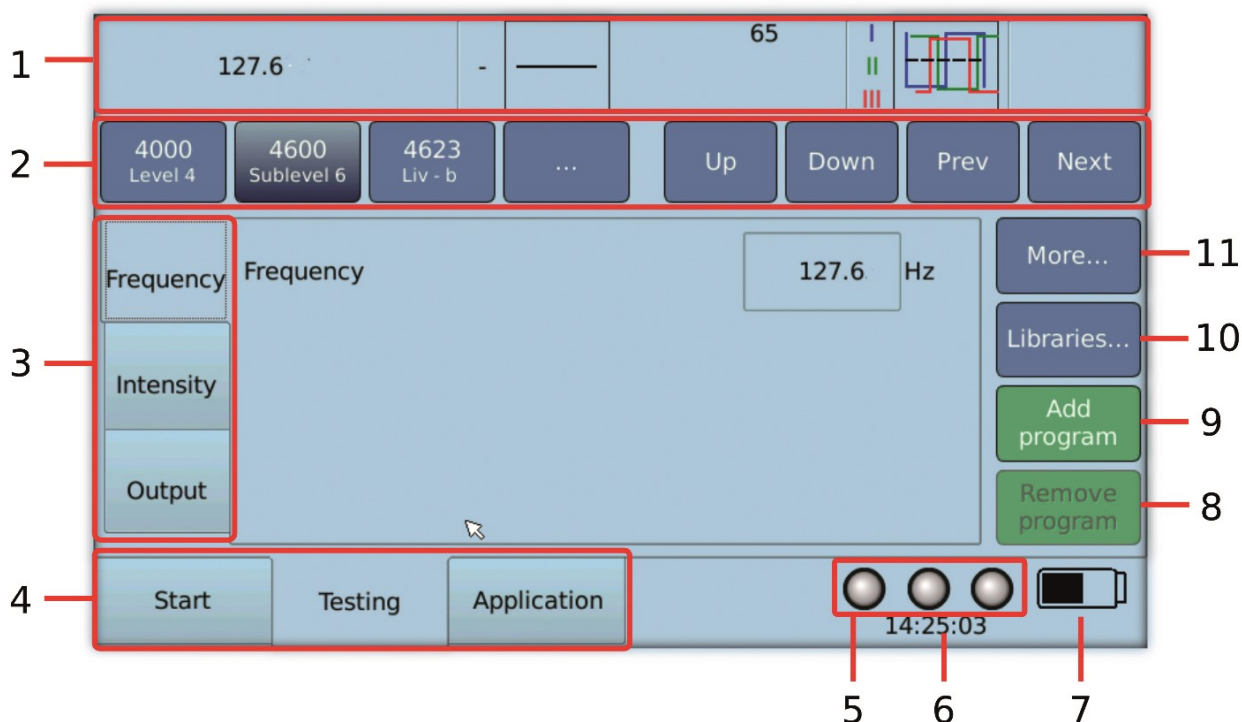 1
127.6
-
65
I
II
III
2
4000
Level 4
4600
Sublevel 6
4623
Liv - b
...
Up
Down
Prev
Next
3
Frequency
Intensity
Output
Frequency
127.6
Hz
More...
11
Libraries...
10
Add
program
9
Remove
program
8
4
Start
Testing
Application
14:25:03
5
6
7